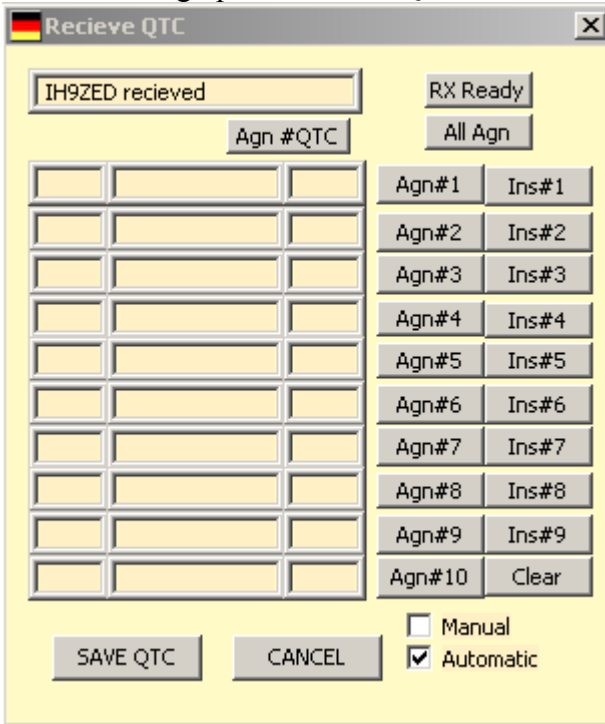 Recieve QTC
IH9ZED recieved
RX Ready
Agn #QTC
All Agn
Agn#1 Ins#1
Agn#2 Ins#2
Agn#3 Ins#3
Agn#4 Ins#4
Agn#5 Ins#5
Agn#6 Ins#6
Agn#7 Ins#7
Agn#8 Ins#8
Agn#9 Ins#9
Agn#10 Clear
Manual
SAVE QTC CANCEL Automatic